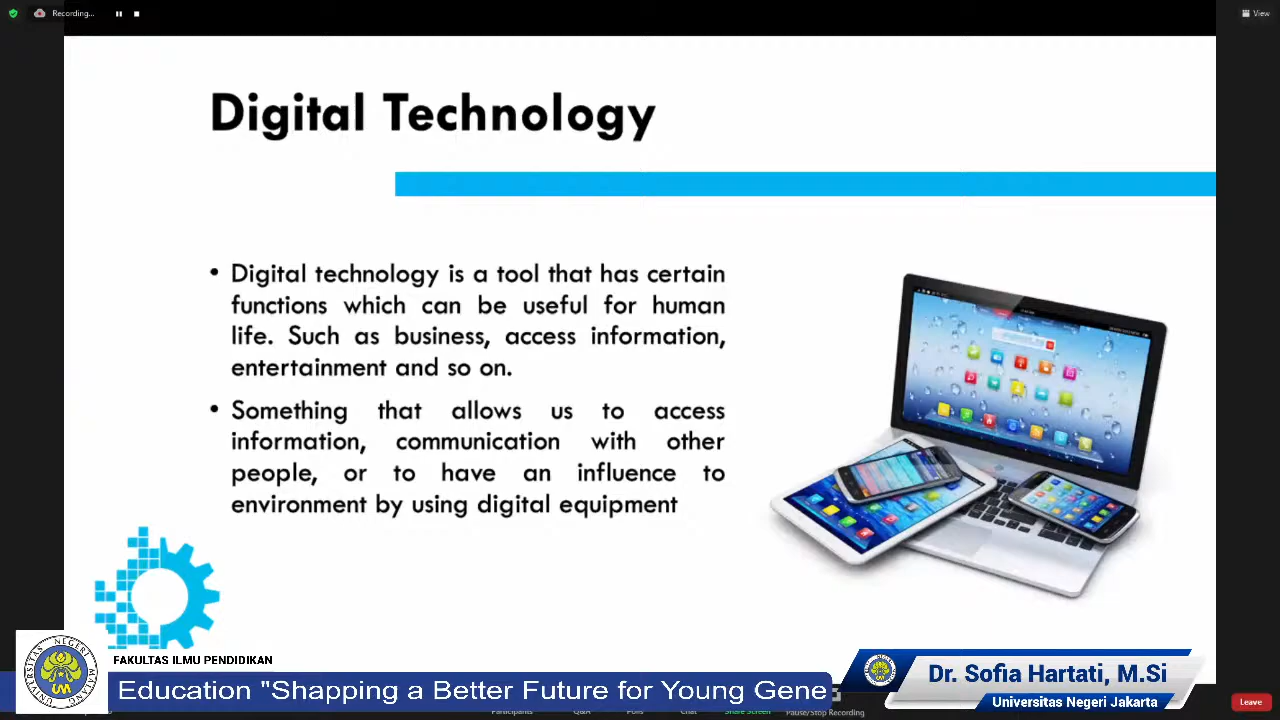 Recording...
View
Digital Technology
• Digital technology is a tool that has certain
functions which can be useful for human
life. Such as business, access information,
entertainment and so on.
• Something that allows us to access
information, communication with other
people, or to have an influence to
environment by using digital equipment
UNIVERSITAS NEGERI MALANG
UM
FAKULTAS ILMU PENDIDIKAN
Education "Shapping a Better Future for Young Gene
Dr. Sofia Hartati, M.Si
Universitas Negeri Jakarta
Leave
Participants
Q&A
Polls
Chat
Share Screen
Pause/Stop Recording